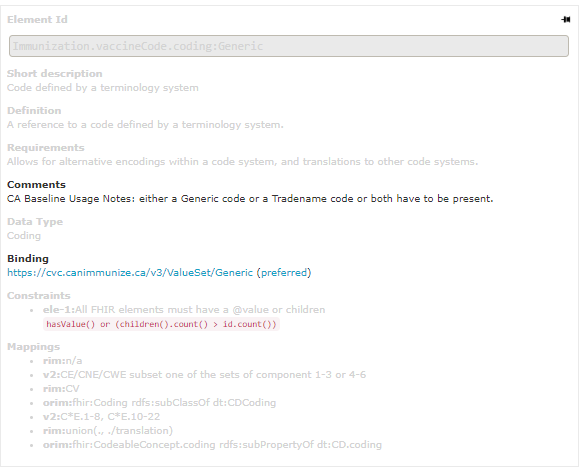 Element Id
Immunization.vaccineCode.coding:Generic
Short description
Code defined by a terminology system
Definition
A reference to a code defined by a terminology system.
Requirements
Allows for alternative encodings within a code system, and translations to other code systems.
Comments
CA Baseline Usage Notes: either a Generic code or a Tradename code or both have to be present.
Data Type
Coding
Binding
https://cvc.canimmunize.ca/v3/ValueSet/Generic (preferred)
Constraints
• ele-1:All FHIR elements must have a @value or children
hasValue() or (children().count() > id.count())
Mappings
• rim:n/a
• v2:CE/CNE/CWE subset one of the sets of component 1-3 or 4-6
• rim:CV
• orim:fhir:Coding rdfs:subClassOf dt:CDCoding
• v2:C*E.1-8, C*E.10-22
• rim:union(., ./translation)
• orim:fhir:CodeableConcept.coding rdfs:subPropertyOf dt:CD.coding